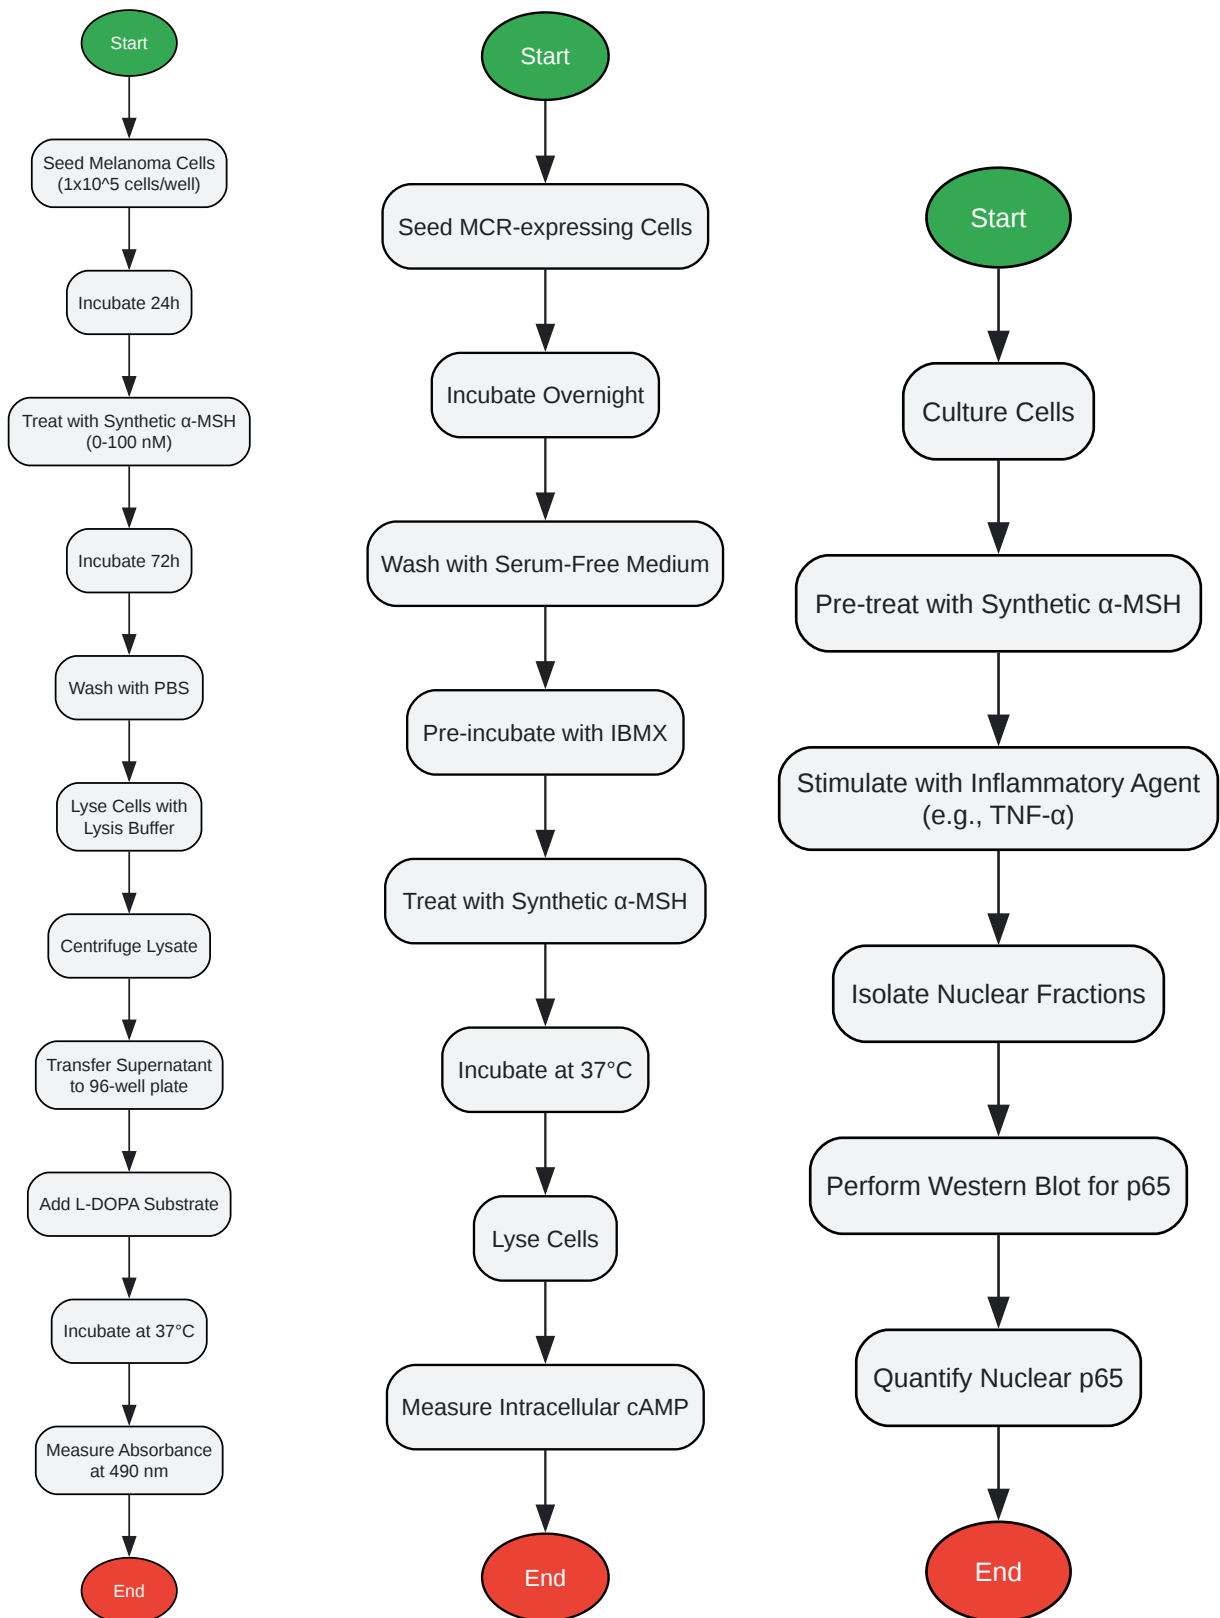 Start
Seed Melanoma Cells
(1x10^5 cells/well)
Incubate 24h
Treat with Synthetic α-MSH
(0-100 nM)
Incubate 72h
Wash with PBS
Lyse Cells with
Lysis Buffer
Centrifuge Lysate
Transfer Supernatant
to 96-well plate
Add L-DOPA Substrate
Incubate at 37°C
Measure Absorbance
at 490 nm
End
Start
Seed MCR-expressing Cells
Incubate Overnight
Wash with Serum-Free Medium
Pre-incubate with IBMX
Treat with Synthetic α-MSH
Incubate at 37°C
Lyse Cells
Measure Intracellular cAMP
End
Start
Culture Cells
Pre-treat with Synthetic α-MSH
Stimulate with Inflammatory Agent
(e.g., TNF-α)
Isolate Nuclear Fractions
Perform Western Blot for p65
Quantify Nuclear p65
End